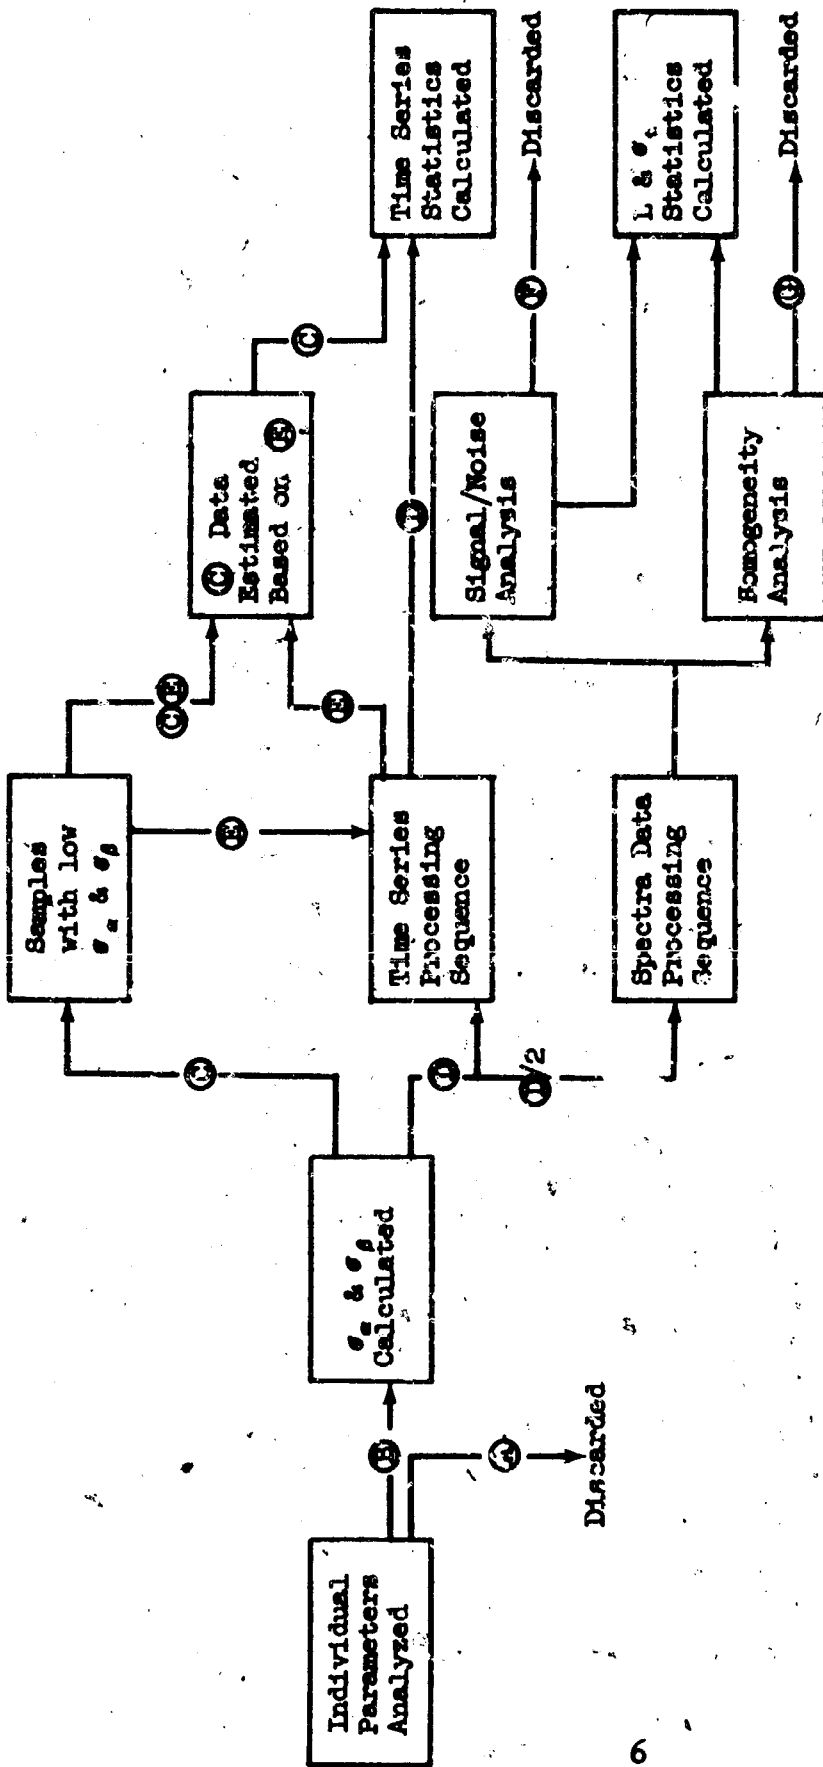 Individual
Parameters
Analyzed
B
A
Discarded
σα & σβ
Calculated
C
D
D/2
Samples
with low
σα & σβ
C E
E
Time Series
Processing
Sequence
E
D
Spectra Data
Processing
Sequence
C Data
Estimated
Based on E
C
Time Series
Statistics
Calculated
Signal/Noise
Analysis
F
Discarded
L & σt
Statistics
Calculated
Homogeneity
Analysis
G
Discarded
6